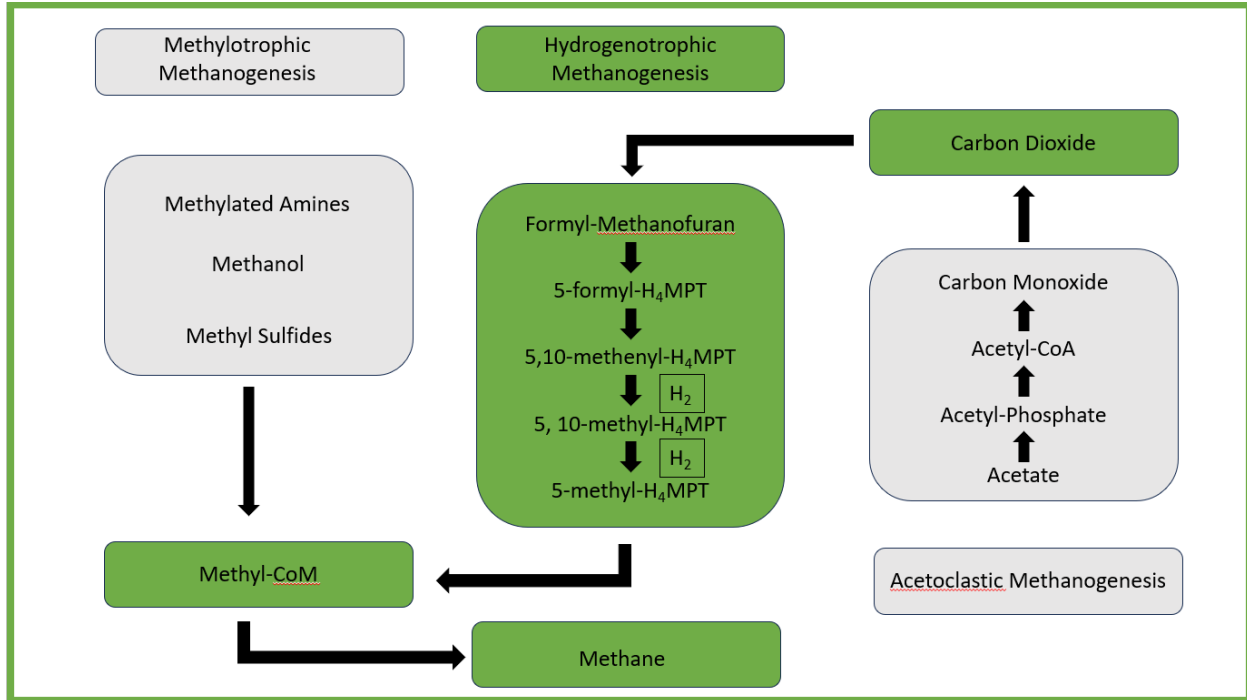 Methylotrophic
Methanogenesis
Hydrogenotrophic
Methanogenesis
Carbon Dioxide
Methylated Amines
Methanol
Methyl Sulfides
Formyl-Methanofuran
5-formyl-H₄MPT
5,10-methenyl-H₄MPT
H₂
5, 10-methyl-H₄MPT
H₂
5-methyl-H₄MPT
Carbon Monoxide
Acetyl-CoA
Acetyl-Phosphate
Acetate
Methyl-CoM
Acetoclastic Methanogenesis
Methane